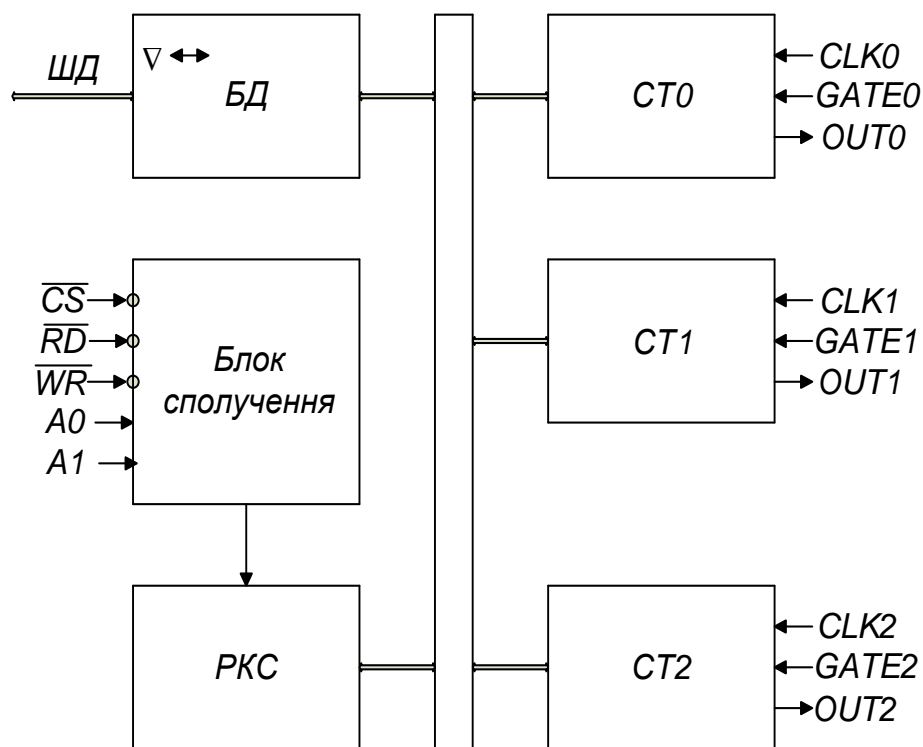 ШД
∇
БД
CT0
CLK0
GATE0
OUT0
CS
RD
WR
A0
A1
Блок
сполучення
CT1
CLK1
GATE1
OUT1
РКС
CT2
CLK2
GATE2
OUT2